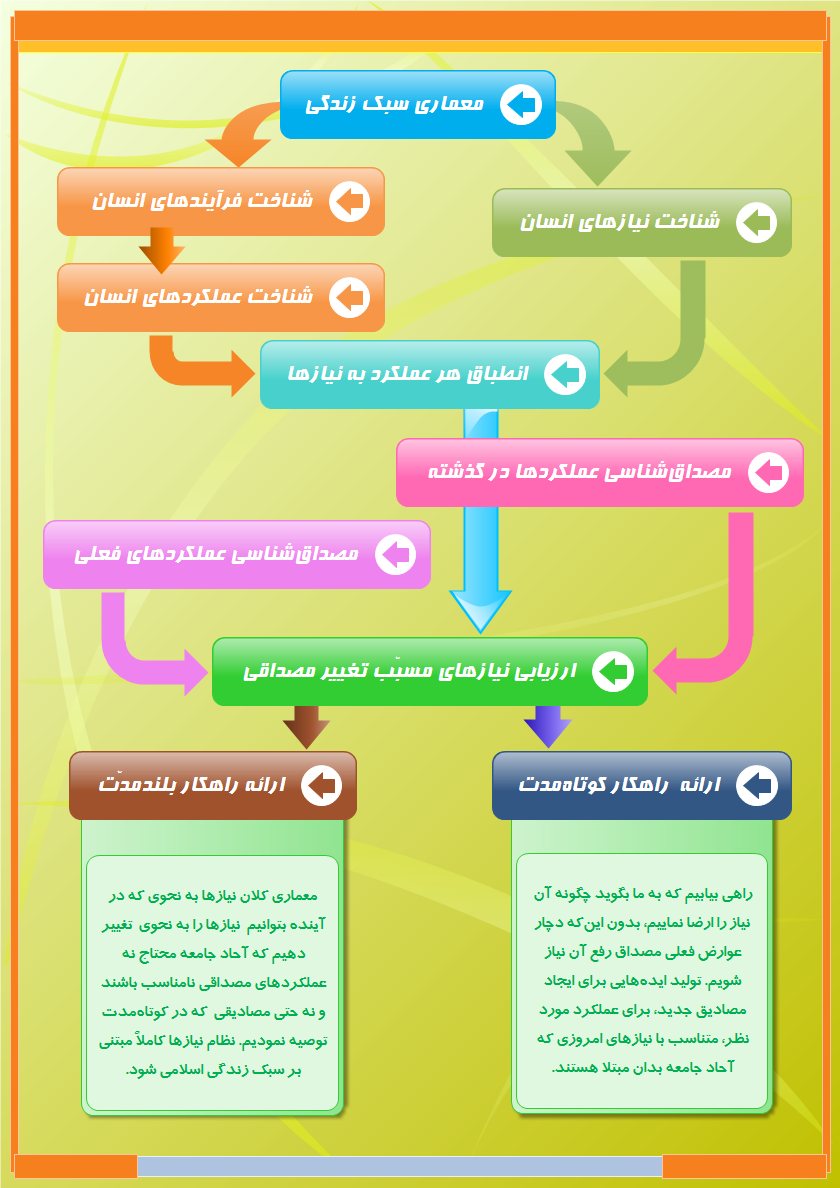 معماری سبک زندگی
شناخت نیازهای انسان
شناخت فرآیندهای انسان
شناخت عملکردهای انسان
انطباق هر عملکرد به نیازها
مصداق‌شناسی عملکردها در گذشته
مصداق‌شناسی عملکردهای فعلی
ارزیابی نیازهای مسبّب تغییر مصداقی
ارائه راهکار کوتاه‌مدت
راهی بیابیم که به ما بگوید چگونه آن
نیاز را ارضا نماییم، بدون این‌که دچار
عوارض فعلی مصداق رفع آن نیاز
شویم. تولید ایده‌هایی برای ایجاد
مصادیق جدید، برای عملکرد مورد
نظر، متناسب با نیازهای امروزی که
آحاد جامعه بدان مبتلا هستند.
ارائه راهکار بلندمدّت
معماری کلان نیازها به نحوی که در
آینده بتوانیم نیازها را به نحوی تغییر
دهیم که آحاد جامعه محتاج نه
عملکردهای مصداقی نامناسب باشند
و نه حتی مصادیقی که در کوتاه‌مدت
توصیه نمودیم. نظام نیازها کاملاً مبتنی
بر سبک زندگی اسلامی شود.